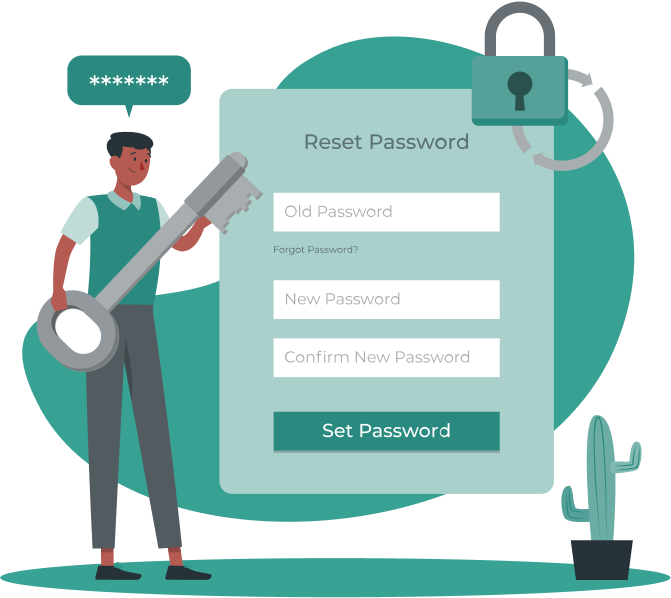 *******
Reset Password
Old Password
Forgot Password?
New Password
Confirm New Password
Set Password